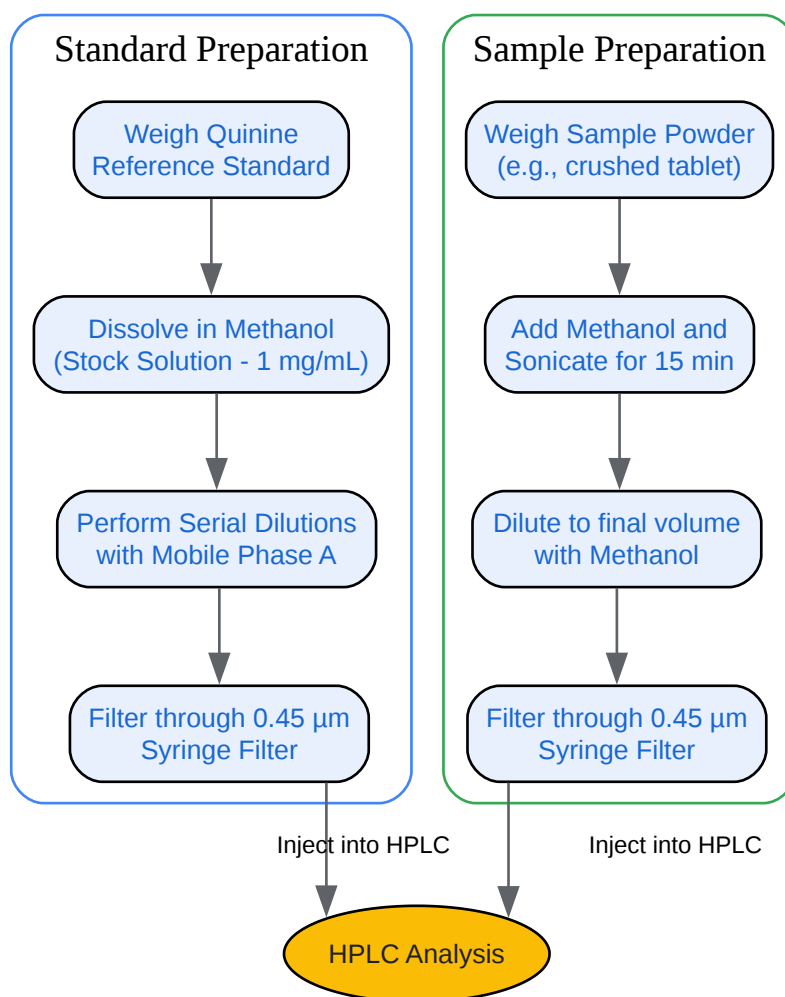 Standard Preparation
Weigh Quinine
Reference Standard
Dissolve in Methanol
(Stock Solution - 1 mg/mL)
Perform Serial Dilutions
with Mobile Phase A
Filter through 0.45 µm
Syringe Filter
Inject into HPLC
Sample Preparation
Weigh Sample Powder
(e.g., crushed tablet)
Add Methanol and
Sonicate for 15 min
Dilute to final volume
with Methanol
Filter through 0.45 µm
Syringe Filter
Inject into HPLC
HPLC Analysis